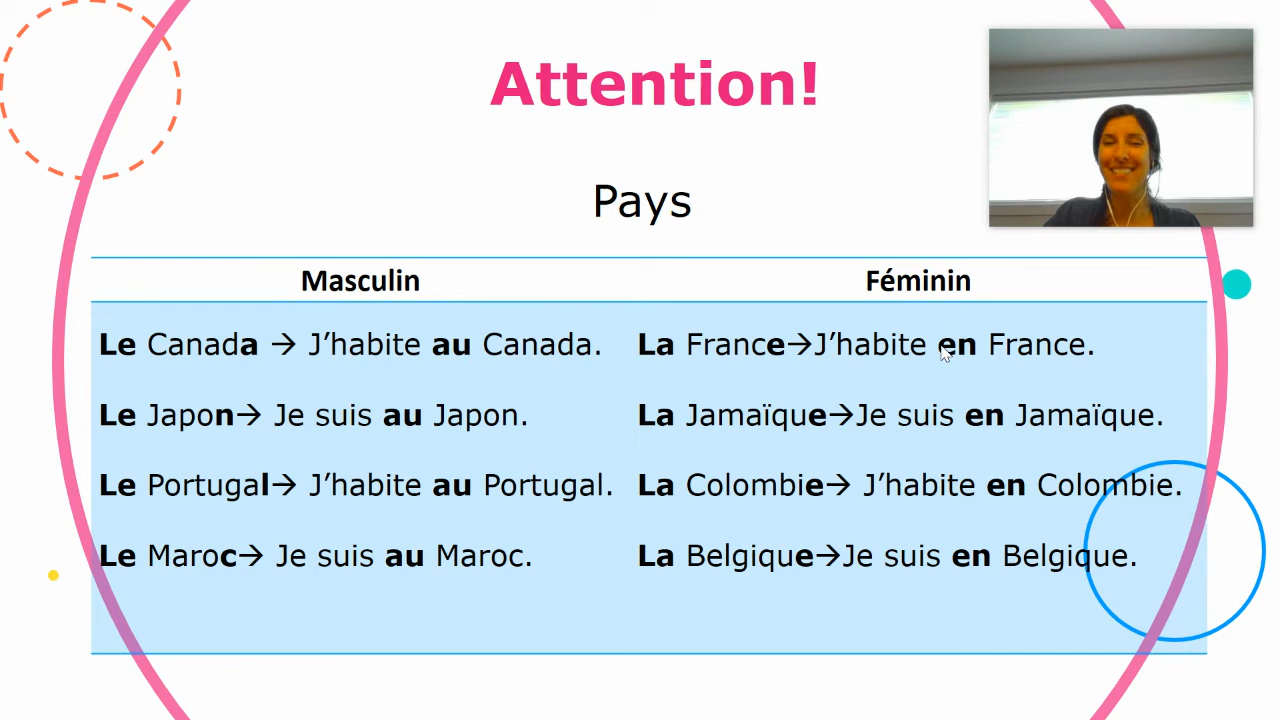 Attention!
Pays
Masculin Féminin
Le Canada → J’habite au Canada. La France→J’habite en France.
Le Japon→ Je suis au Japon. La Jamaïque→Je suis en Jamaïque.
Le Portugal→ J’habite au Portugal. La Colombie→ J’habite en Colombie.
Le Maroc→ Je suis au Maroc. La Belgique→Je suis en Belgique.